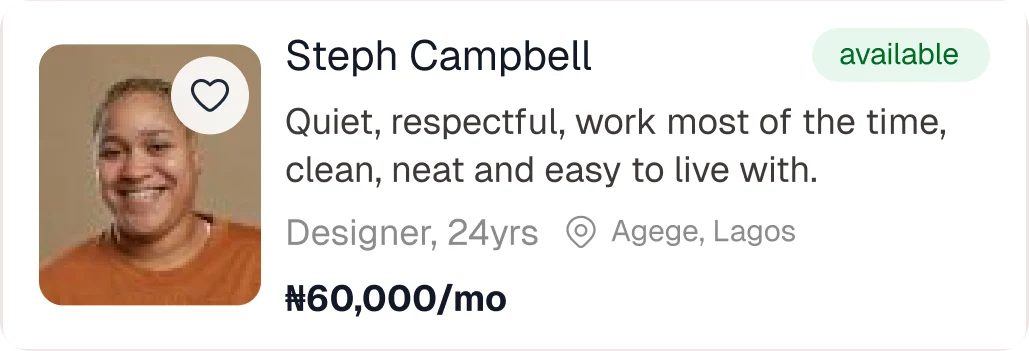 Steph Campbell
available
Quiet, respectful, work most of the time,
clean, neat and easy to live with.
Designer, 24yrs
Agege, Lagos
₦60,000/mo